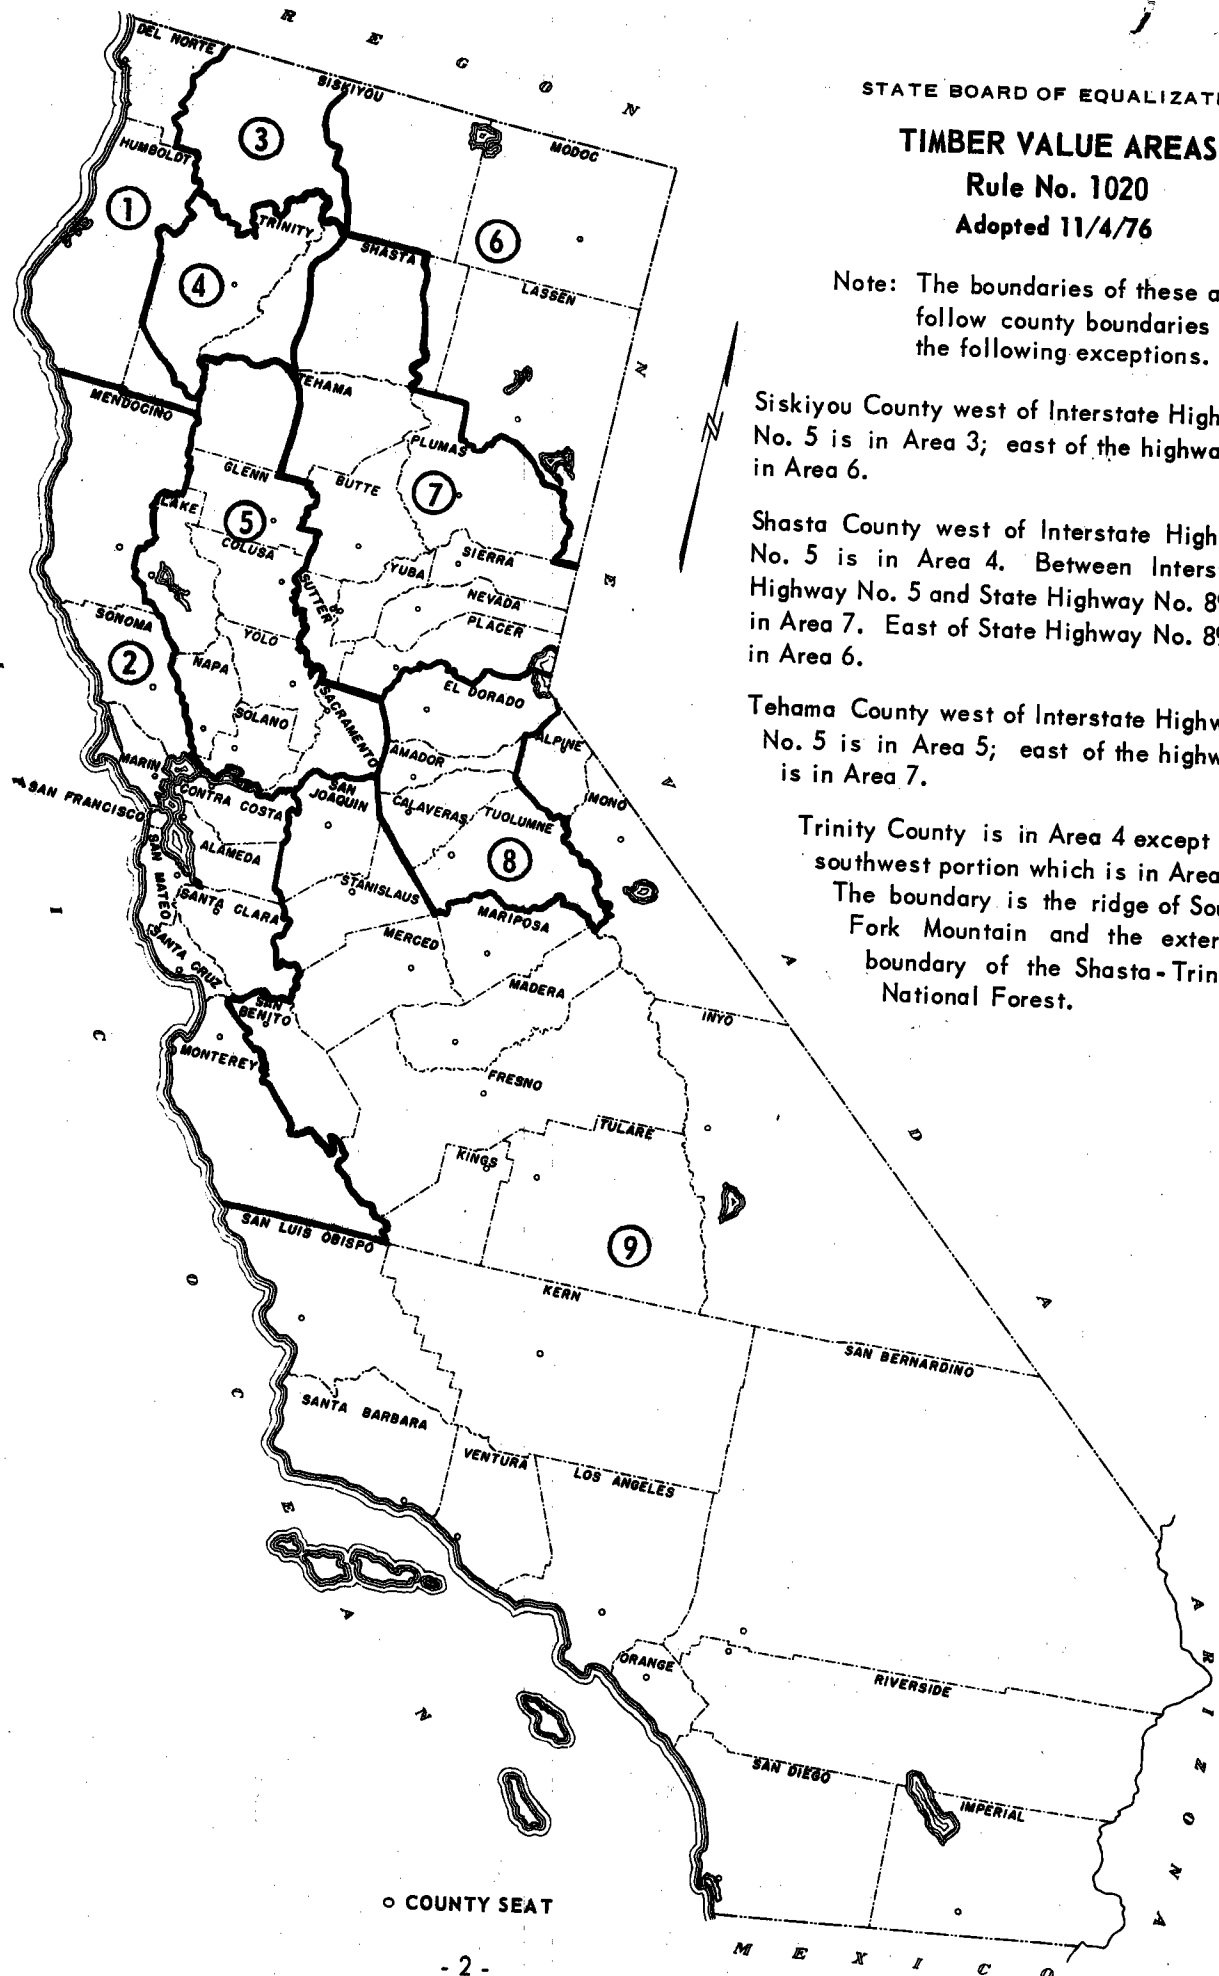 J
STATE BOARD OF EQUALIZATI
TIMBER VALUE AREAS
Rule No. 1020
Adopted 11/4/76
Note: The boundaries of these a
follow county boundaries
the following exceptions.
Siskiyou County west of Interstate High
No. 5 is in Area 3; east of the highwa
in Area 6.
Shasta County west of Interstate High
No. 5 is in Area 4. Between Inters
Highway No. 5 and State Highway No. 89
in Area 7. East of State Highway No. 89
in Area 6.
Tehama County west of Interstate Highw
No. 5 is in Area 5; east of the highw
is in Area 7.
Trinity County is in Area 4 except
southwest portion which is in Area
The boundary is the ridge of Sou
Fork Mountain and the exter
boundary of the Shasta-Trin
National Forest.
R E G O N
DEL NORTE
SISKIYOU
MODOC
3
HUMBOLDT
1
TRINITY
SHASTA
6
4
LASSEN
N
TEHAMA
MENDOCINO
PLUMAS
GLENN
BUTTE
7
LAKE
5
COLUSA
SIERRA
YUBA
SUTTER
NEVADA
PLACER
SONOMA
YOLO
2
NAPA
EL DORADO
SACRAMENTO
SOLANO
ALPINE
AMADOR
MARIN
SAN FRANCISCO
CONTRA COSTA
SAN
JOAQUIN
CALAVERAS
TUOLUMNE
MONO
ALAMEDA
8
SAN MATEO
STANISLAUS
SANTA CLARA
MARIPOSA
MERCED
SANTA CRUZ
MADERA
SAN
BENITO
INYO
MONTEREY
FRESNO
TULARE
KINGS
SAN LUIS OBISPO
9
KERN
SAN BERNARDINO
SANTA BARBARA
VENTURA
LOS ANGELES
ORANGE
RIVERSIDE
SAN DIEGO
IMPERIAL
N E V A D A
I C O C E A N
A R I Z O N A
M E X I C O
COUNTY SEAT
- 2 -